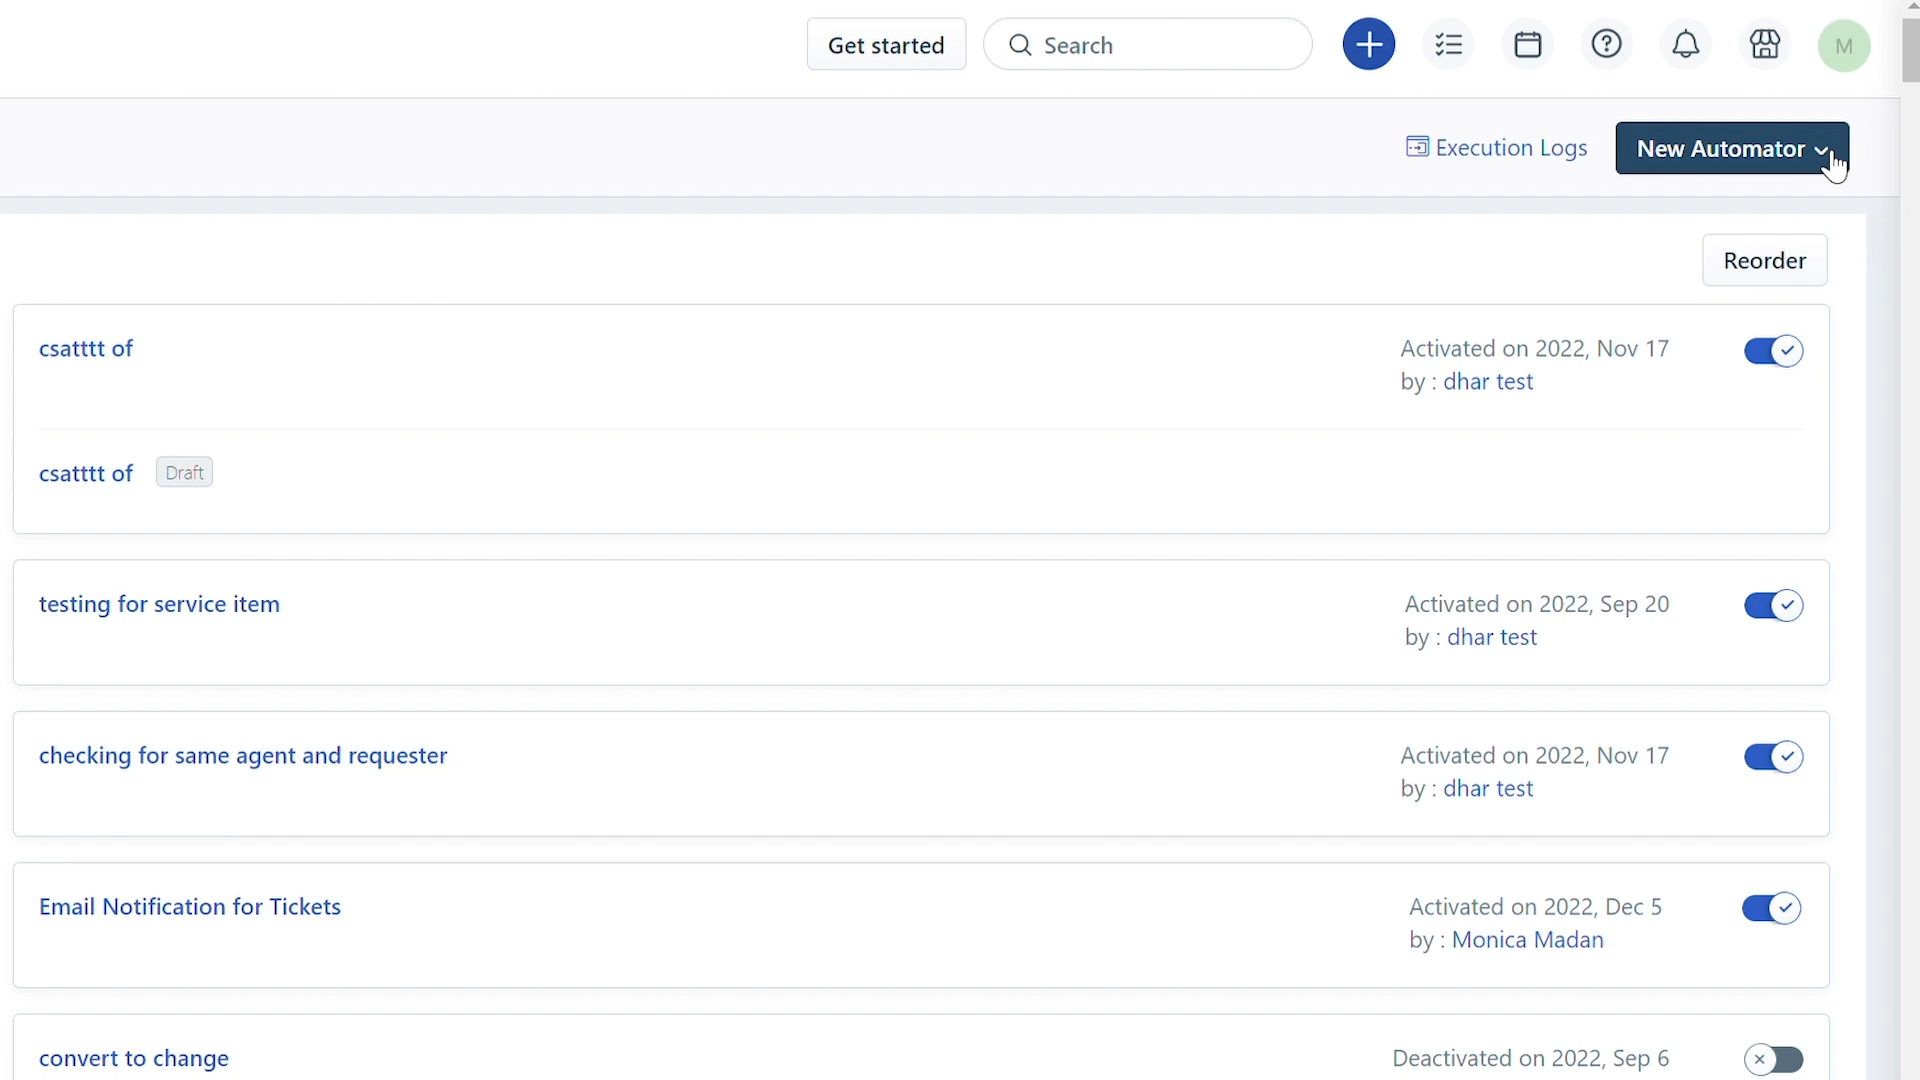 Get started
Search
M
Execution Logs
New Automator
Reorder
csatttt of
Activated on 2022, Nov 17
by : dhar test
csatttt of Draft
testing for service item
Activated on 2022, Sep 20
by : dhar test
checking for same agent and requester
Activated on 2022, Nov 17
by : dhar test
Email Notification for Tickets
Activated on 2022, Dec 5
by : Monica Madan
convert to change
Deactivated on 2022, Sep 6